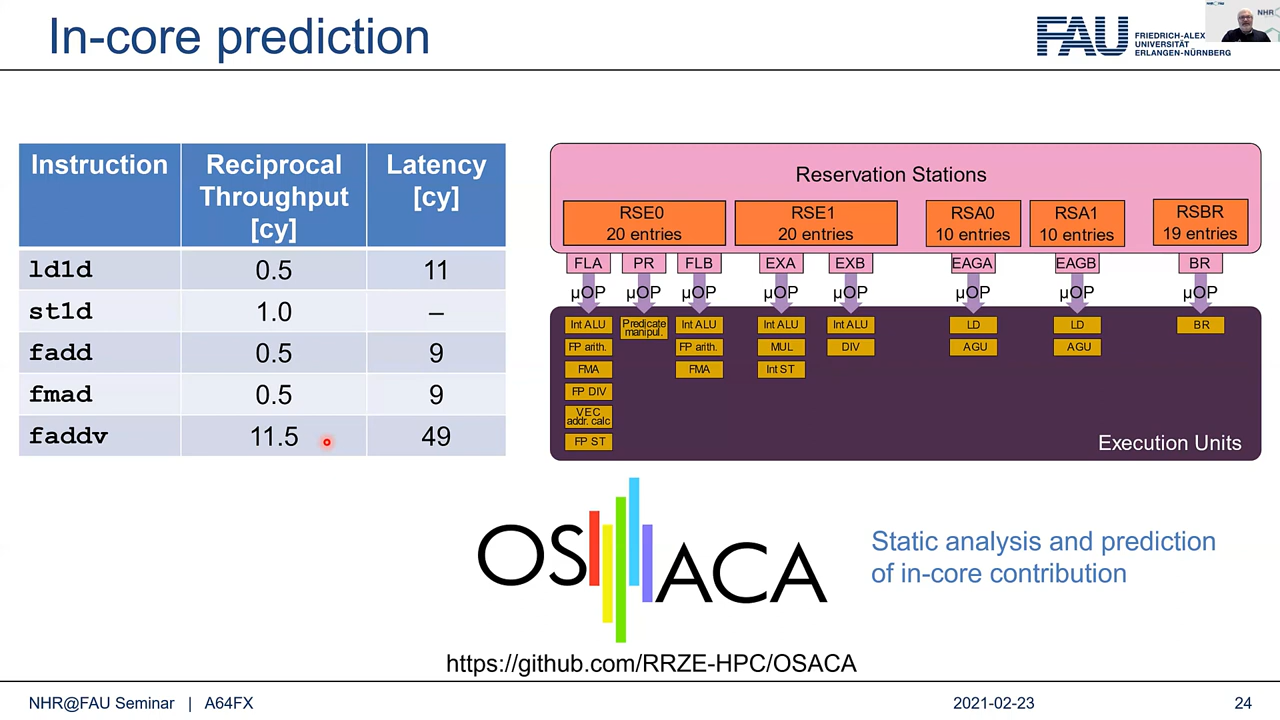 In-core prediction
FAU
FRIEDRICH-ALEX
UNIVERSITÄT
ERLANGEN-NÜRNBERG
Instruction
Reciprocal
Throughput
[cy]
Latency
[cy]
ld1d 0.5 11
st1d 1.0 –
fadd 0.5 9
fmad 0.5 9
faddv 11.5 49
Reservation Stations
RSE0
20 entries
RSE1
20 entries
RSA0
10 entries
RSA1
10 entries
RSBR
19 entries
FLA PR FLB EXA EXB EAGA EAGB BR
µOP µOP µOP µOP µOP µOP µOP µOP
Int ALU
FP arith.
FMA
FP DIV
VEC
addr. calc
FP ST
Predicate
manipul.
Int ALU
FP arith.
FMA
Int ALU
MUL
Int ST
Int ALU
DIV
LD
AGU
LD
AGU
BR
Execution Units
OSACA
Static analysis and prediction
of in-core contribution
https://github.com/RRZE-HPC/OSACA
NHR@FAU Seminar | A64FX 2021-02-23 24